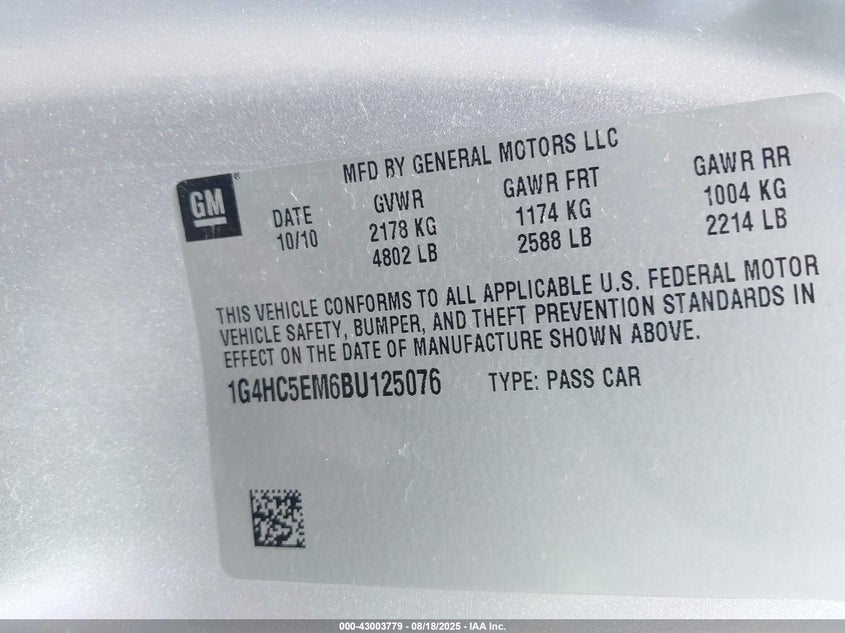 MFD BY GENERAL MOTORS LLC
GM®
DATE GVWR GAWR FRT GAWR RR
10/10 2178 KG 1174 KG 1004 KG
4802 LB 2588 LB 2214 LB
THIS VEHICLE CONFORMS TO ALL APPLICABLE U.S. FEDERAL MOTOR
VEHICLE SAFETY, BUMPER, AND THEFT PREVENTION STANDARDS IN
EFFECT ON THE DATE OF MANUFACTURE SHOWN ABOVE.
1G4HC5EM6BU125076 TYPE: PASS CAR
000-43003779 - 08/18/2025 - IAA Inc.